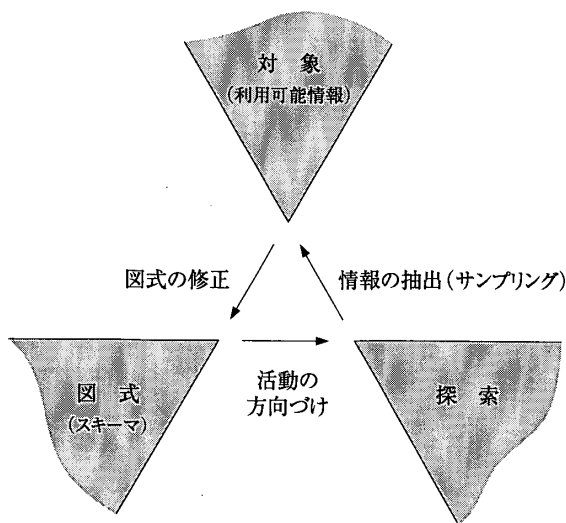 対 象
(利用可能情報)
図式の修正
情報の抽出(サンプリング)
図 式
(スキーマ)
活動の
方向づけ
探 索